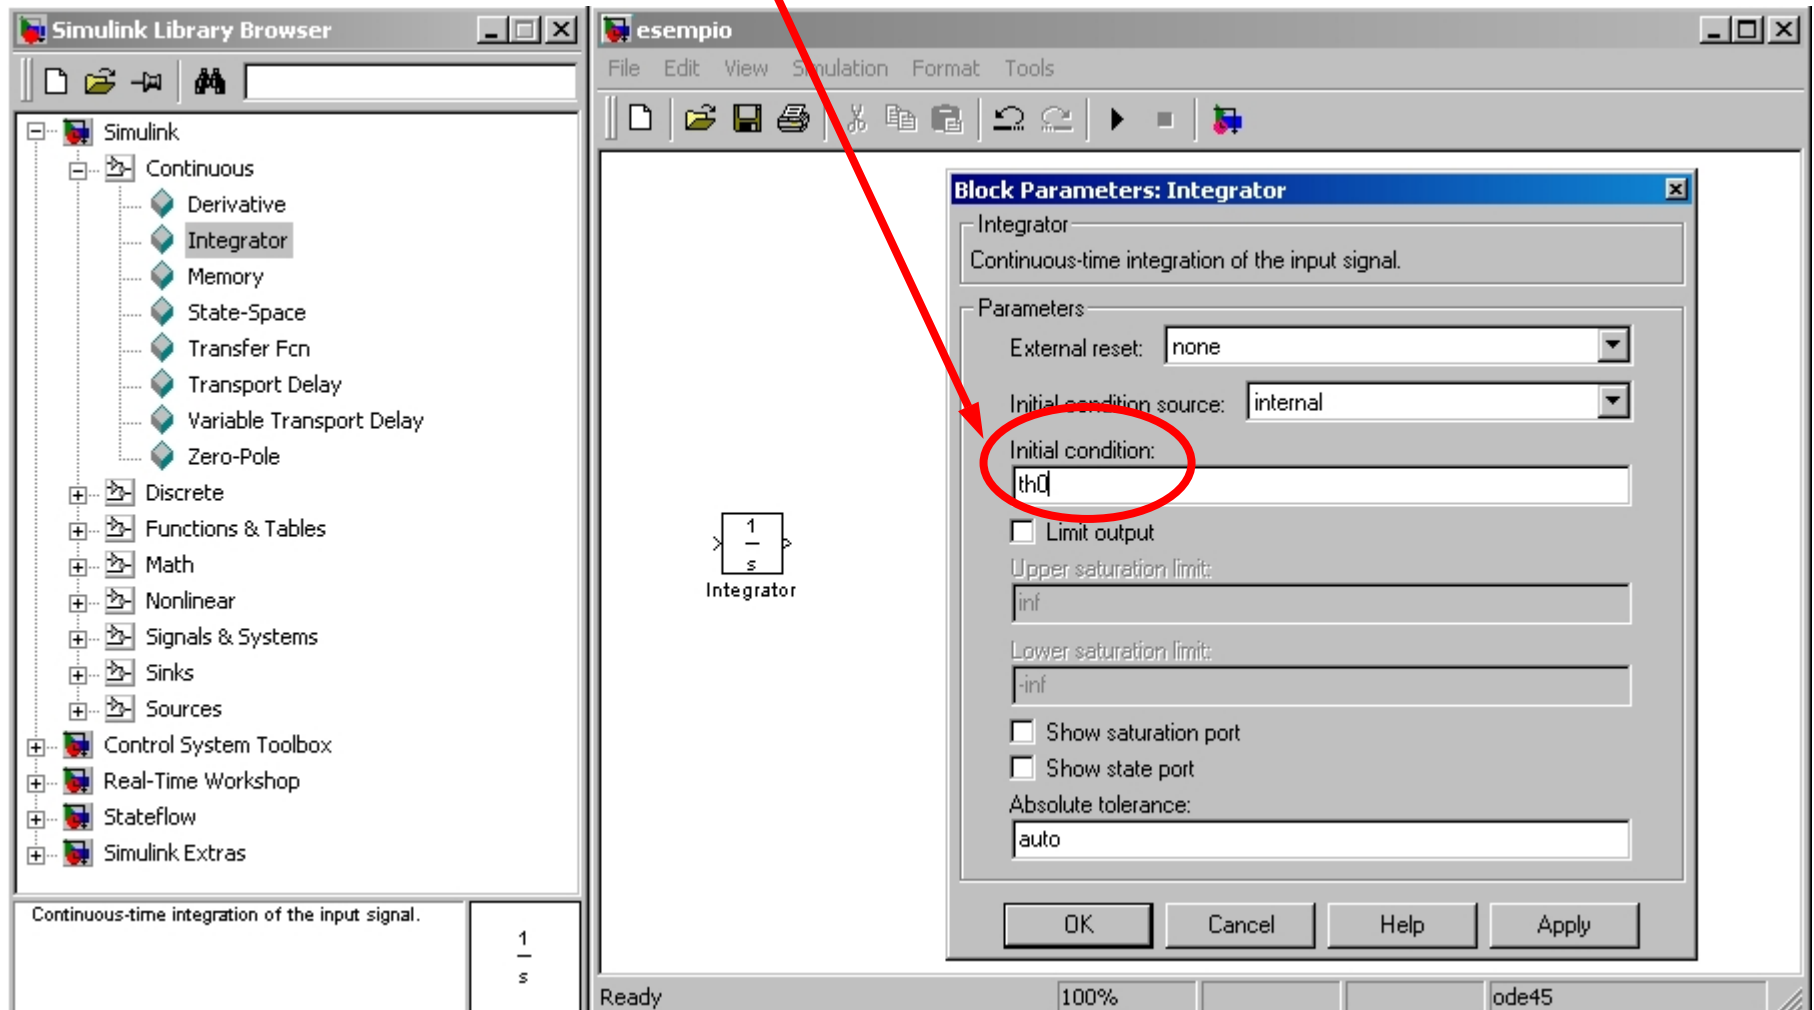 Simulink Library Browser
Simulink
Continuous
Derivative
Integrator
Memory
State-Space
Transfer Fcn
Transport Delay
Variable Transport Delay
Zero-Pole
Discrete
Functions & Tables
Math
Nonlinear
Signals & Systems
Sinks
Sources
Control System Toolbox
Real-Time Workshop
Stateflow
Simulink Extras
Continuous-time integration of the input signal.
1
s
esempio
File Edit View Simulation Format Tools
1
s
Integrator
Block Parameters: Integrator
Integrator
Continuous-time integration of the input signal.
Parameters
External reset: none
Initial condition source: internal
Initial condition:
th0
Limit output
Upper saturation limit:
inf
Lower saturation limit:
-inf
Show saturation port
Show state port
Absolute tolerance:
auto
OK Cancel Help Apply
Ready 100% ode45